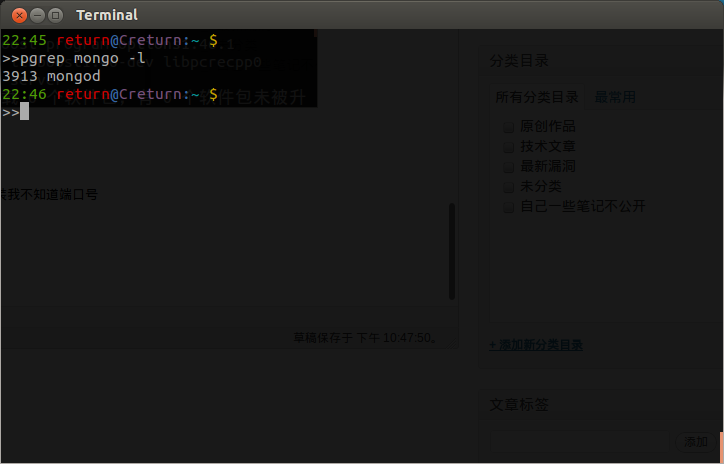 Terminal
22:45 return@Creturn:~ $
>>pgrep mongo -l
3913 mongod
22:46 return@Creturn:~ $
>>
装我不知道端口号
草稿保存于 下午 10:47:50。
分类目录
所有分类目录 最常用
原创作品
技术文章
最新漏洞
未分类
自己一些笔记不公开
+ 添加新分类目录
文章标签
添加